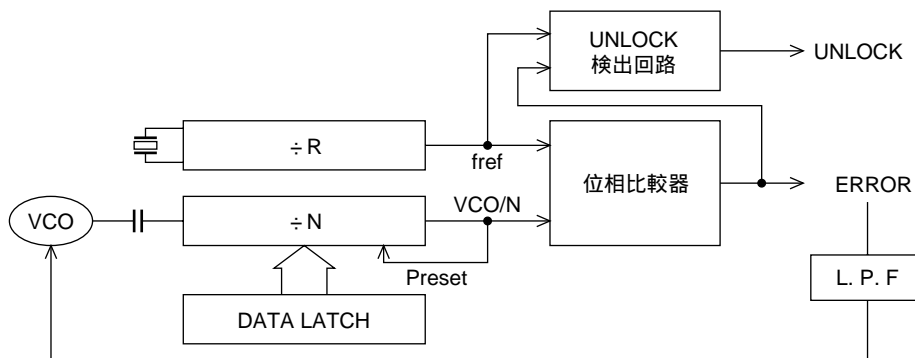 UNLOCK
検出回路
UNLOCK
÷R
fref
位相比較器
ERROR
VCO
÷N
VCO/N
Preset
L. P. F
DATA LATCH